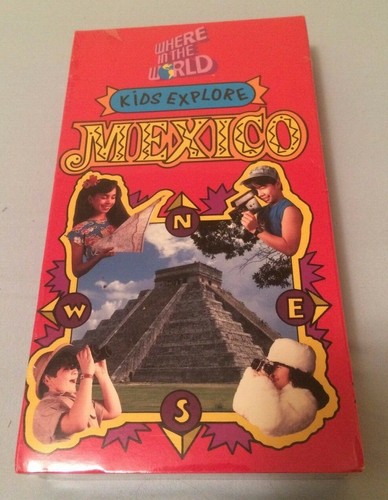 WHERE
IN THE
WORLD
KiDS EXPLORE
MEXICO
N
W E
S